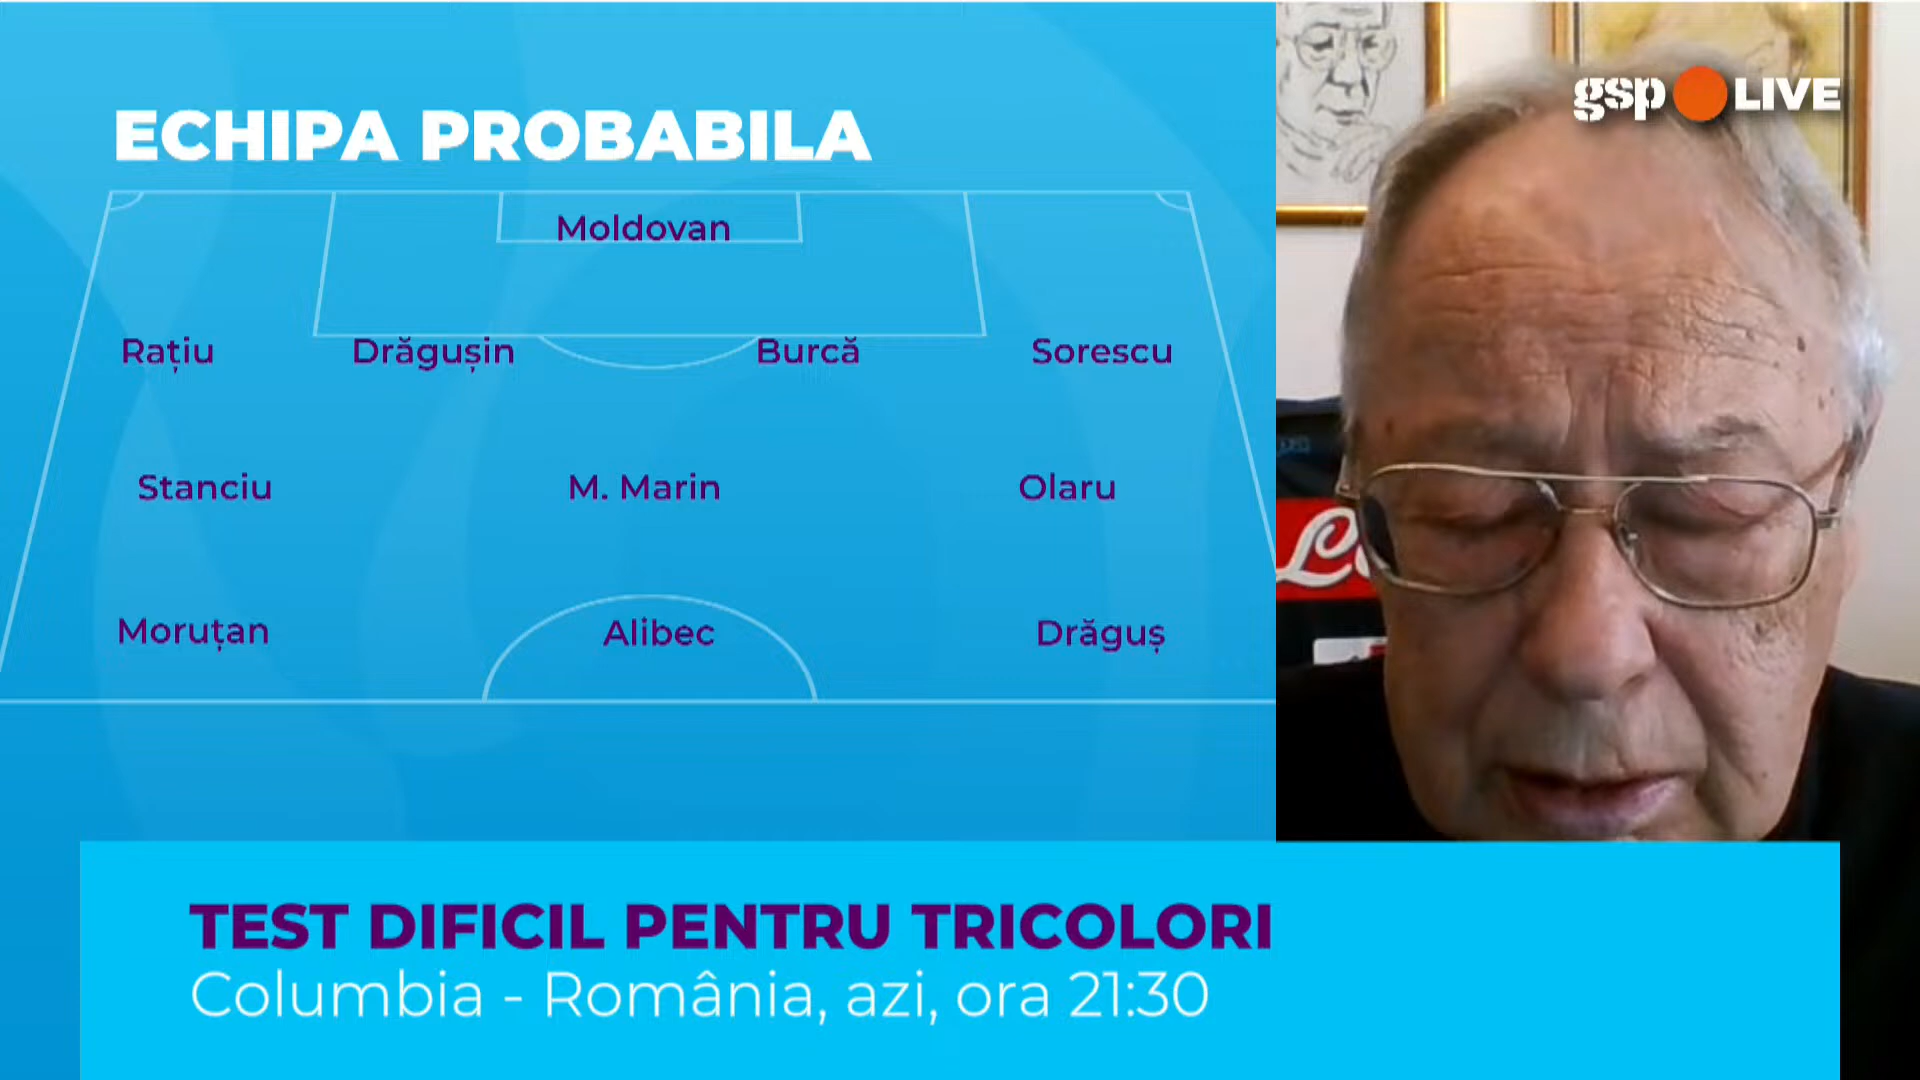 gsp LIVE
ECHIPA PROBABILA
Moldovan
Rațiu Drăgușin Burcă Sorescu
Stanciu M. Marin Olaru
Moruțan Alibec Drăguș
TEST DIFICIL PENTRU TRICOLORI
Columbia - România, azi, ora 21:30